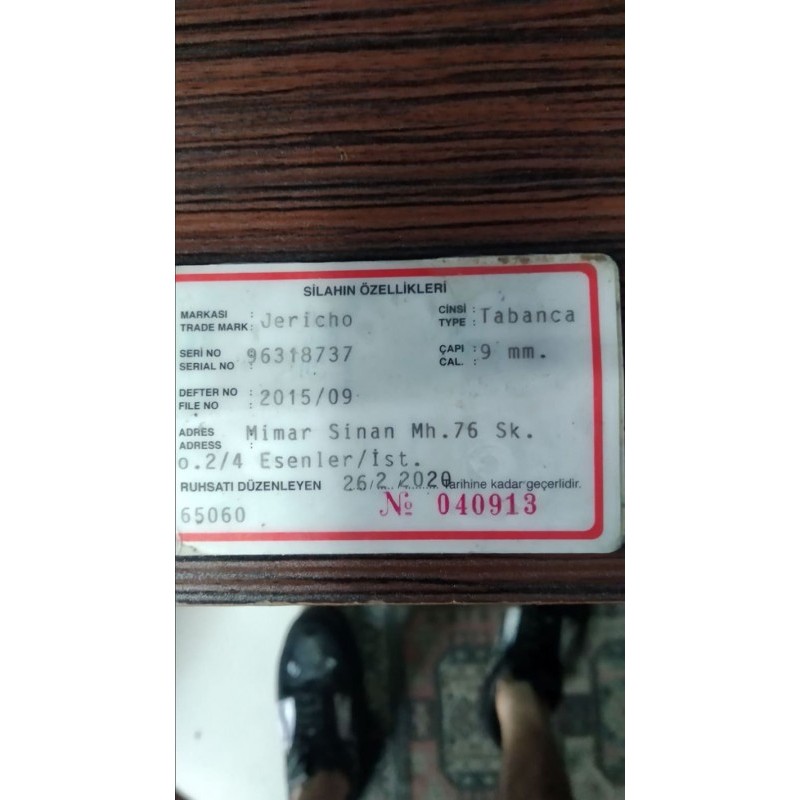 SİLAHIN ÖZELLİKLERİ
MARKASI : Jericho CİNSİ : Tabanca
TRADE MARK : TYPE :
SERİ NO : 96318737 ÇAPI : 9 mm.
SERIAL NO : CAL. :
DEFTER NO : 2015/09
FILE NO :
ADRES : Mimar Sinan Mh.76 Sk.
ADRESS :
o.2/4 Esenler/İst.
RUHSATI DÜZENLEYEN 26/2/2020 Tarihine kadar geçerlidir.
65060 № 040913